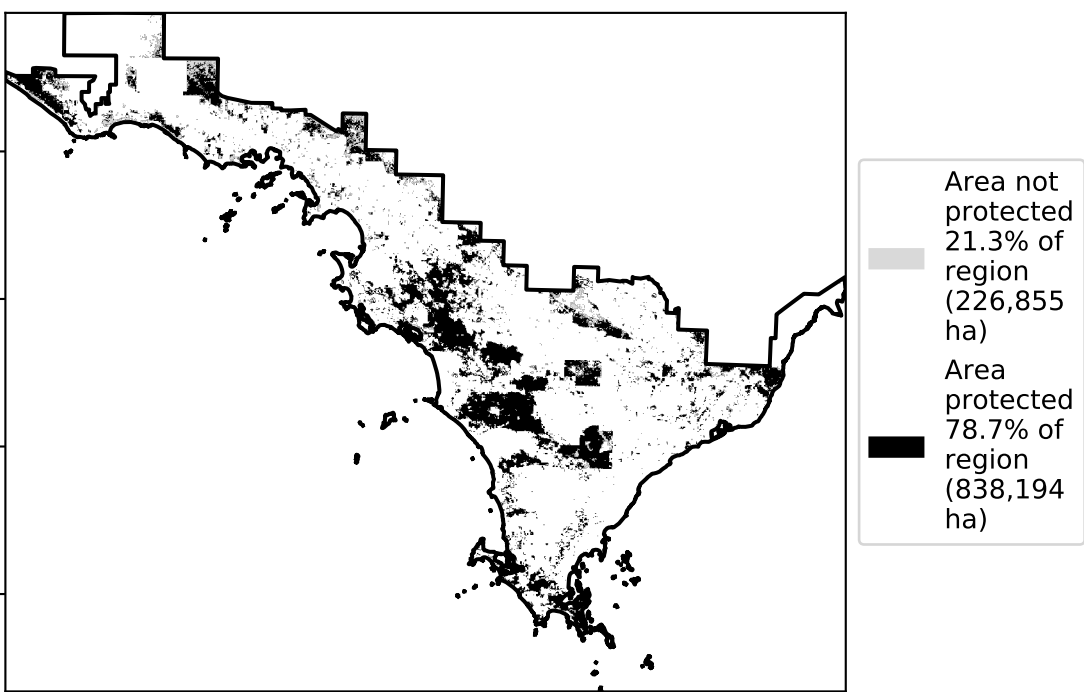 Area not
protected
21.3% of
region
(226,855
ha)
Area
protected
78.7% of
region
(838,194
ha)